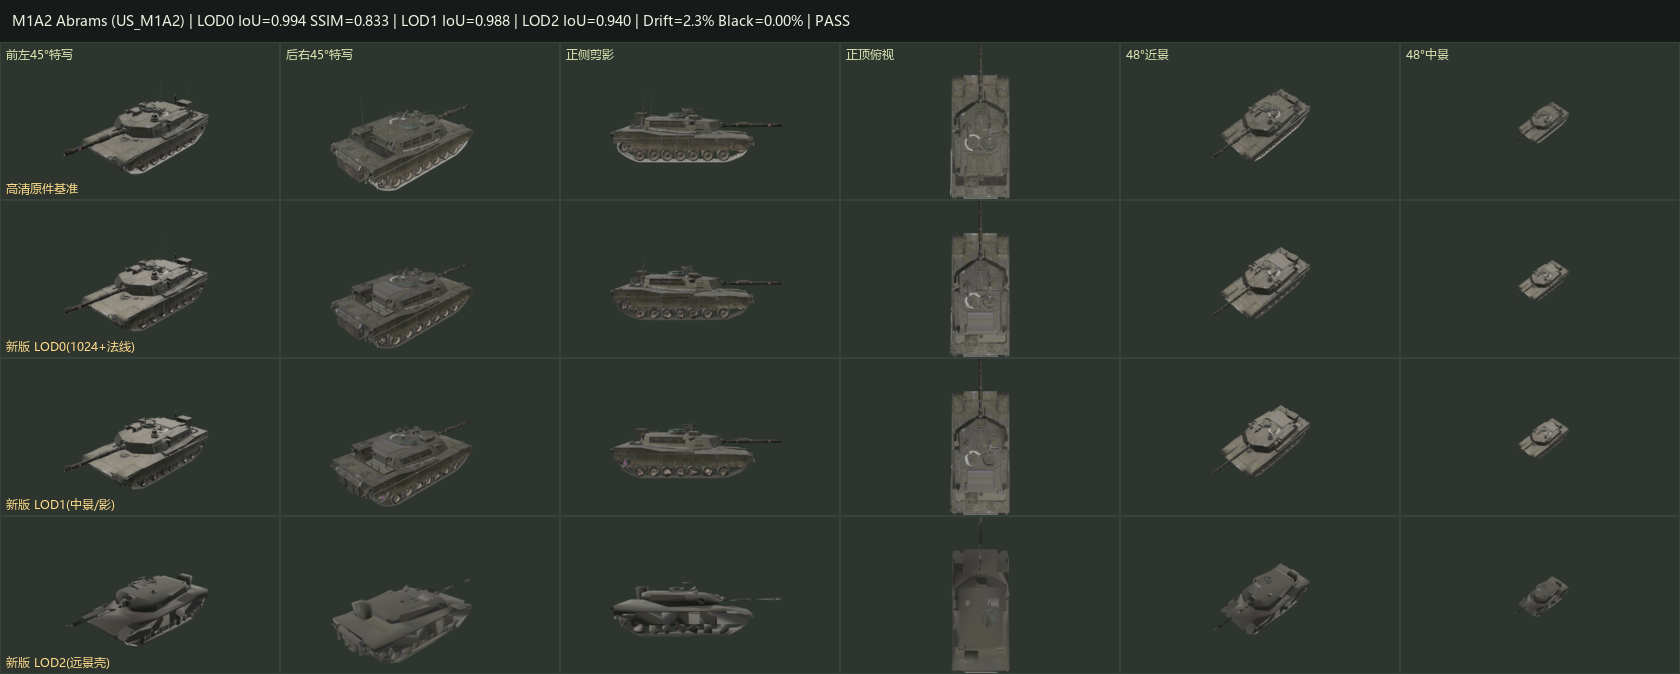 M1A2 Abrams (US_M1A2) | LOD0 IoU=0.994 SSIM=0.833 | LOD1 IoU=0.988 | LOD2 IoU=0.940 | Drift=2.3% Black=0.00% | PASS
前左45°特写
后右45°特写
正侧剪影
正顶俯视
48°近景
48°中景
高清原件基准
新版 LOD0(1024+法线)
新版 LOD1(中景/影)
新版 LOD2(远景壳)